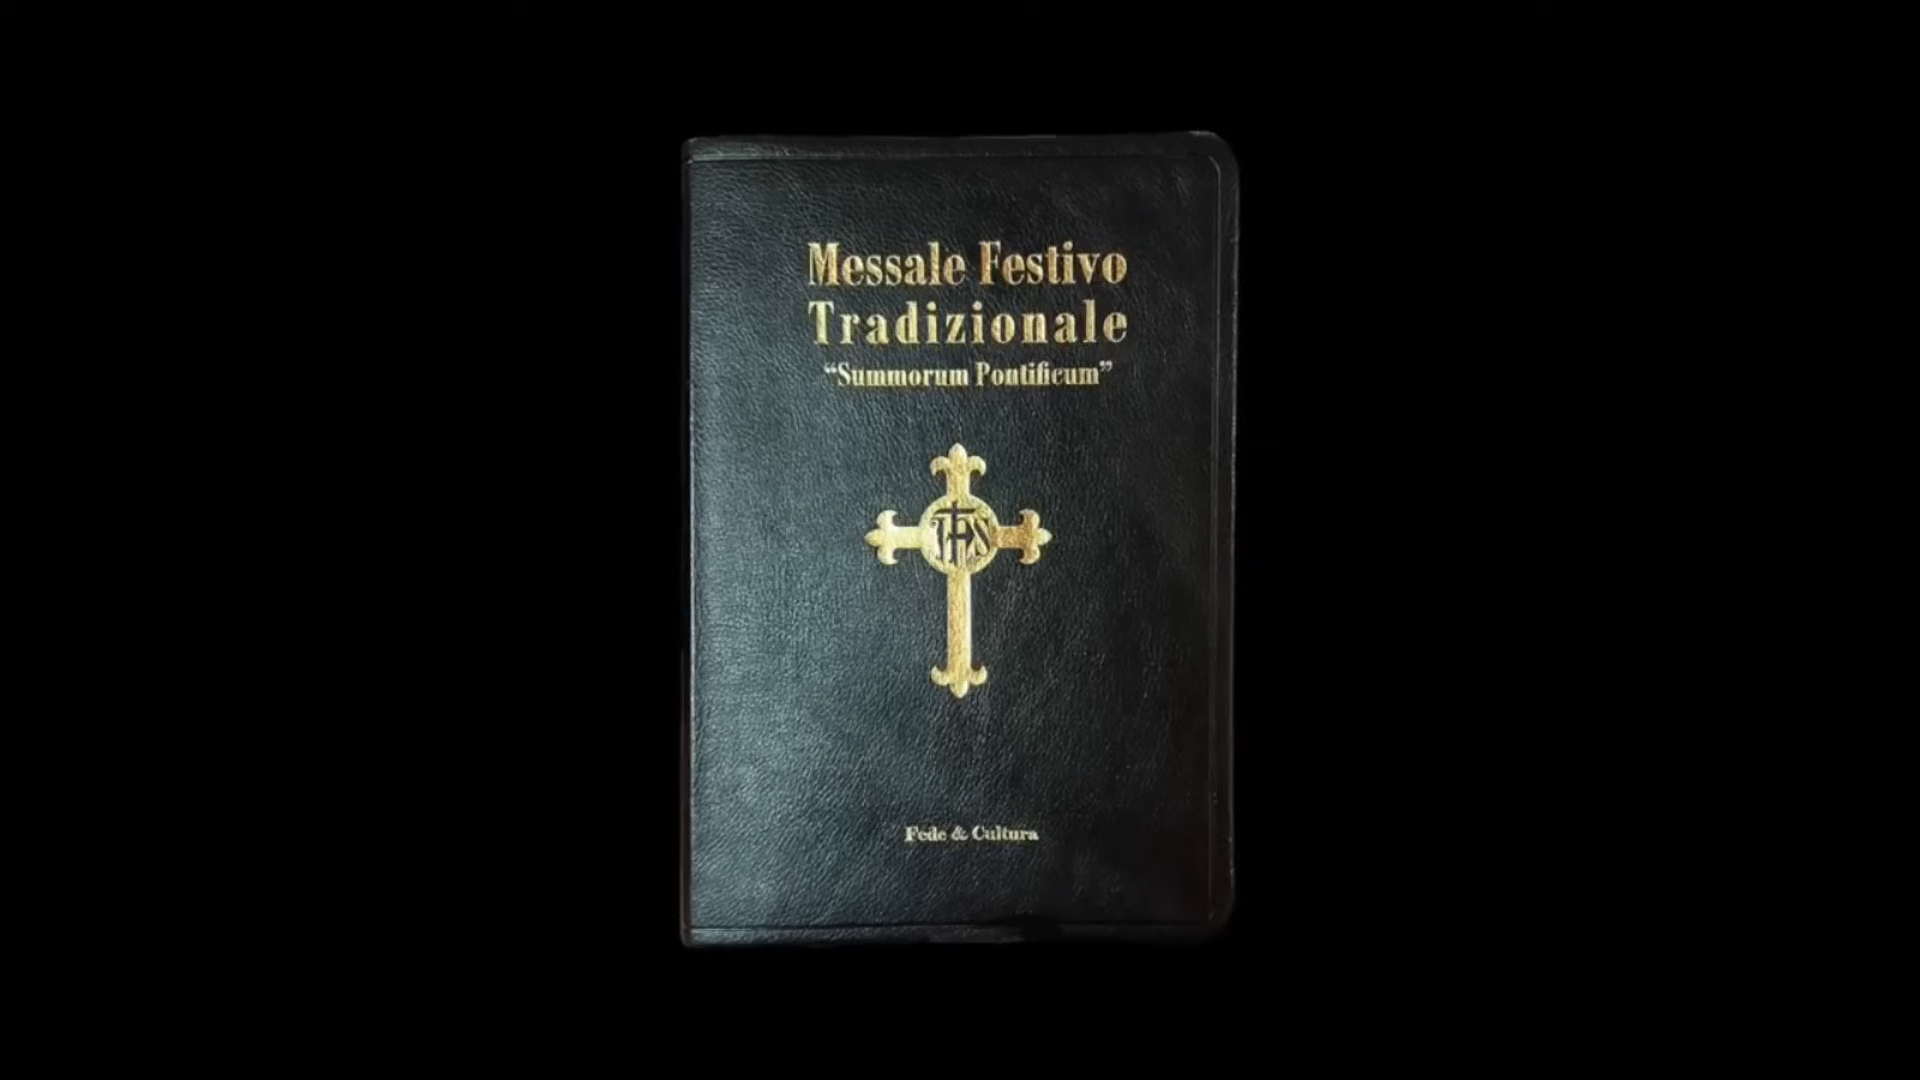 Messale Festivo
Tradizionale
“Summorum Pontificum”
IHS
Fede & Cultura